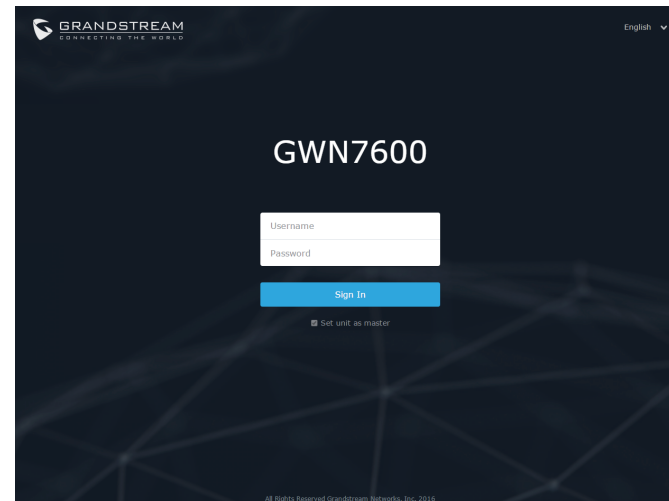 GRANDSTREAM
CONNECTING THE WORLD
English
GWN7600
Username
Password
Sign In
Set unit as master
All Rights Reserved Grandstream Networks, Inc. 2016